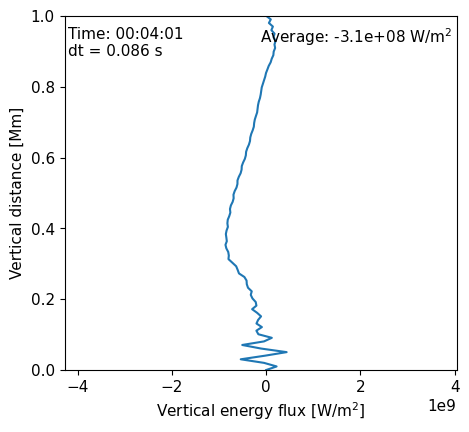 Time: 00:04:01
dt = 0.086 s
Average: -3.1e+08 W/m²
1.0
0.8
0.6
0.4
0.2
0.0
Vertical distance [Mm]
−4
−2
0
2
4
1e9
Vertical energy flux [W/m²]